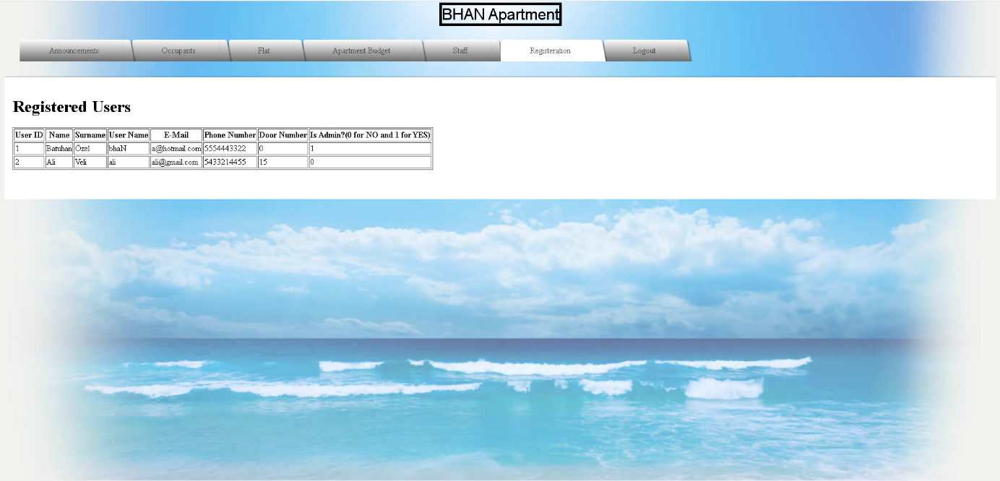 BHAN Apartment
Announcements Occupants Flat Apartment Budget Staff Registeration Logout
Registered Users
User ID Name Surname User Name E-Mail Phone Number Door Number Is Admin?(0 for NO and 1 for YES)
1 Batuhan Özel bhaN a@hotmail.com 5554443322 0 1
2 Ali Veli ali ali@gmail.com 5433214455 15 0